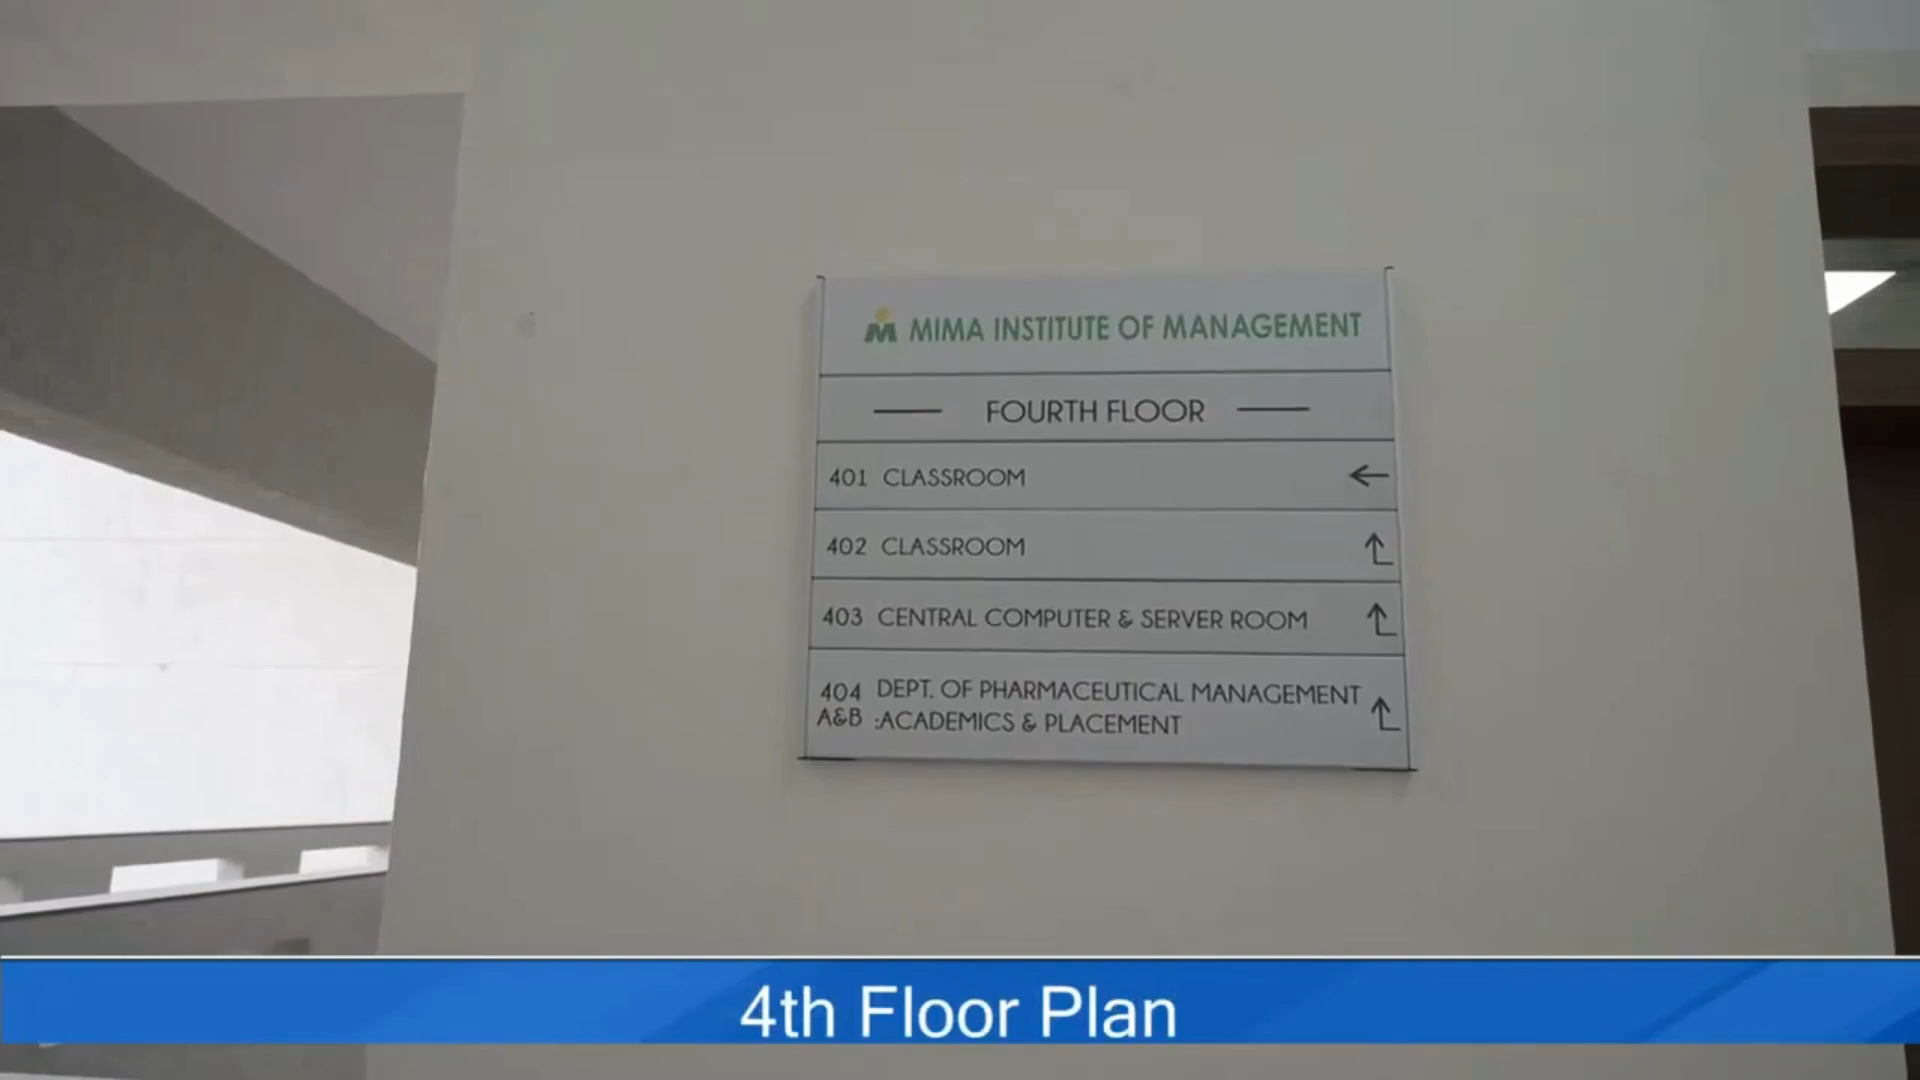 M MIMA INSTITUTE OF MANAGEMENT
FOURTH FLOOR
401 CLASSROOM
402 CLASSROOM
403 CENTRAL COMPUTER & SERVER ROOM
404 DEPT. OF PHARMACEUTICAL MANAGEMENT
A&B :ACADEMICS & PLACEMENT
4th Floor Plan